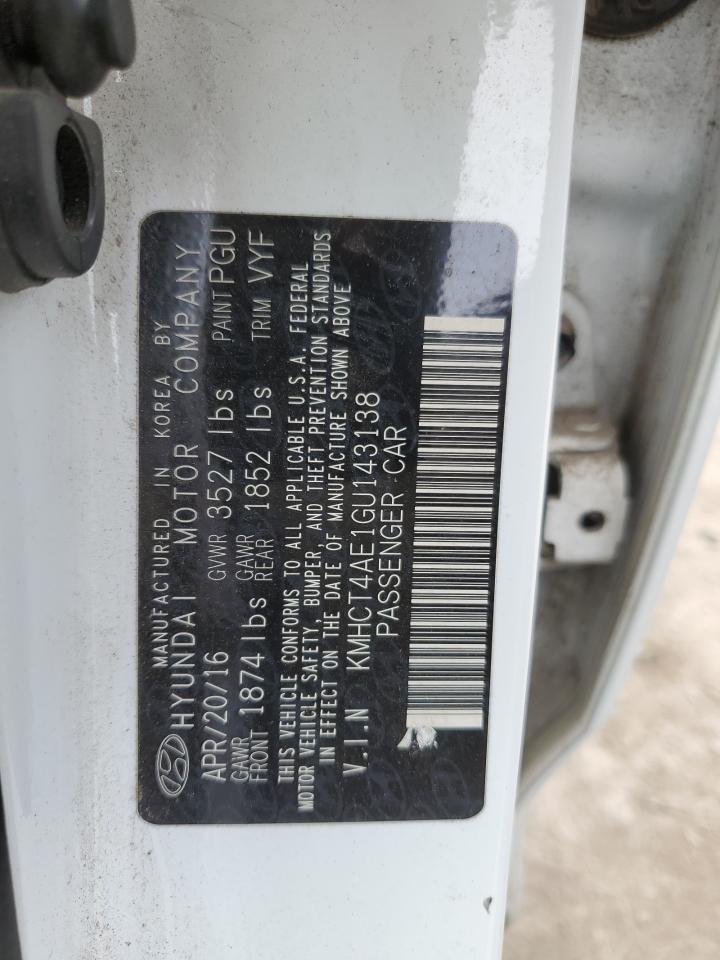 MANUFACTURED IN KOREA BY
HYUNDAI MOTOR COMPANY
APR/20/16 GVWR 3527 lbs PAINT PGU
GAWR FRONT 1874 lbs GAWR REAR 1852 lbs TRIM VYF
THIS VEHICLE CONFORMS TO ALL APPLICABLE U.S.A. FEDERAL
MOTOR VEHICLE SAFETY, BUMPER, AND THEFT PREVENTION STANDARDS
IN EFFECT ON THE DATE OF MANUFACTURE SHOWN ABOVE
V.I.N KMHCT4AE1GU143138
PASSENGER CAR